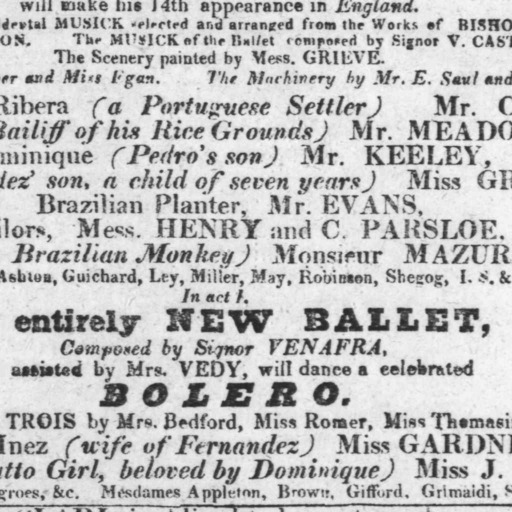 will make his 14th appearance in England.
dental MUSICK selected and arranged from the Works of BISHO
ON. The MUSICK of the Ballet composed by Signor V. CAST
The Scenery painted by Mess. GRIEVE.
er and Miss Egan. The Machinery by Mr. E. Saul and
Ribera (a Portuguese Settler) Mr. C
Bailiff of his Rice Grounds) Mr. MEADO
minique (Pedro's son) Mr. KEELEY,
dez' son, a child of seven years) Miss GR
Brazilian Planter, Mr. EVANS,
llors, Mess. HENRY and C. PARSLOE.
Brazilian Monkey) Monsieur MAZUR
Ashton, Guichard, Ley, Miller, May, Robinson, Shegog, I. S. &
In act I.
entirely NEW BALLET,
Composed by Signor VENAFRA,
assisted by Mrs. VEDY, will dance a celebrated
BOLERO.
TROIS by Mrs. Bedford, Miss Romer, Miss Thomasi
Inez (wife of Fernandez) Miss GARDNE
atto Girl, beloved by Dominique) Miss J.
groes, &c. Mesdames Appleton, Brown, Gifford, Grimaldi, S